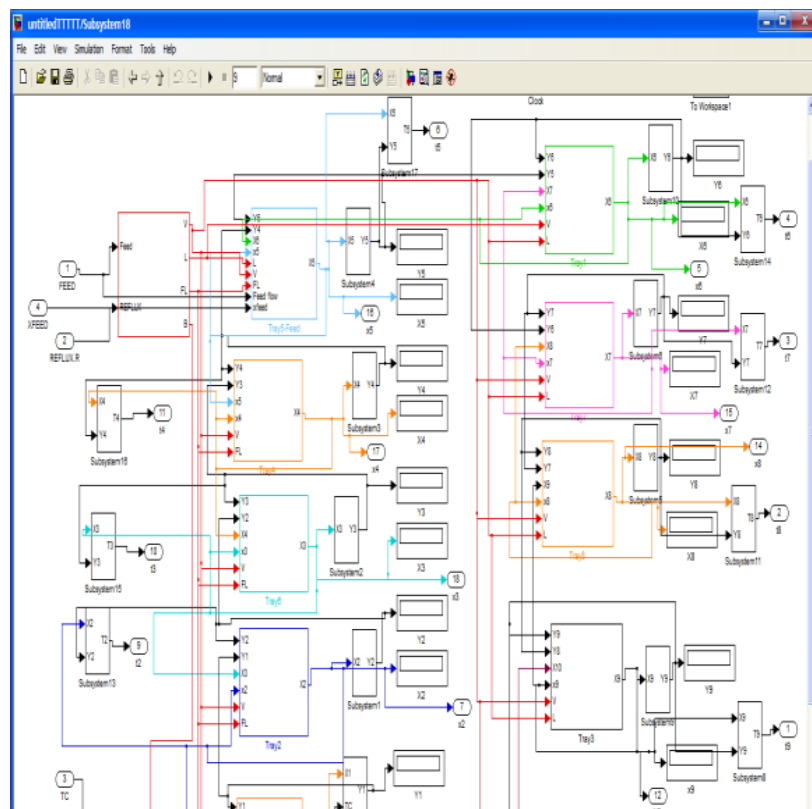 untitledTTTTT/Subsystem18
File Edit View Simulation Format Tools Help
9 Normal
Clock
To Workspace1
X5
Y5
T5
Subsystem17
6
t5
Feed
REFLUX
V
L
FL
B
1
FEED
4
XFEED
2
REFLUX.R
Y5
Y4
X6
x5
L
V
FL
Feed flow
xfeed
X5
Tray5-Feed
X5 Y5
Subsystem4
Y5
X5
16
x5
Y6
Y5
X7
x6
V
L
X6
Tray1
X6 Y6
Y6
X6
X6
Y6
T6
Subsystem14
4
5
x6
Y4
Y3
x5
x4
V
FL
X4
Tray4
X4 Y4
Subsystem3
Y4
X4
17
x4
X4
Y4
T4
Subsystem16
11
t4
Y7
Y6
X8
x7
V
L
X7
X7 Y7
Y7
X7
X7
Y7
T7
Subsystem12
3
t7
15
x7
Y3
Y2
X4
x3
V
FL
X3
Tray6
X3 Y3
Subsystem2
Y3
X3
18
x3
X3
Y3
T3
Subsystem15
10
t3
Y8
Y7
X9
x8
V
L
X8
X8 Y8
Y8
X8
14
x8
X8
Y8
T8
Subsystem11
2
t8
Y2
Y1
X3
x2
V
FL
X2
Tray2
X2 Y2
Subsystem1
Y2
X2
7
x2
X2
Y2
T2
Subsystem13
9
t2
Y9
Y8
X10
x9
V
L
X9
Tray3
X9 Y9
Y9
x9
X9
Y9
T9
1
t9
12
3
TC
Y1
X1
Y1
TC
Y1